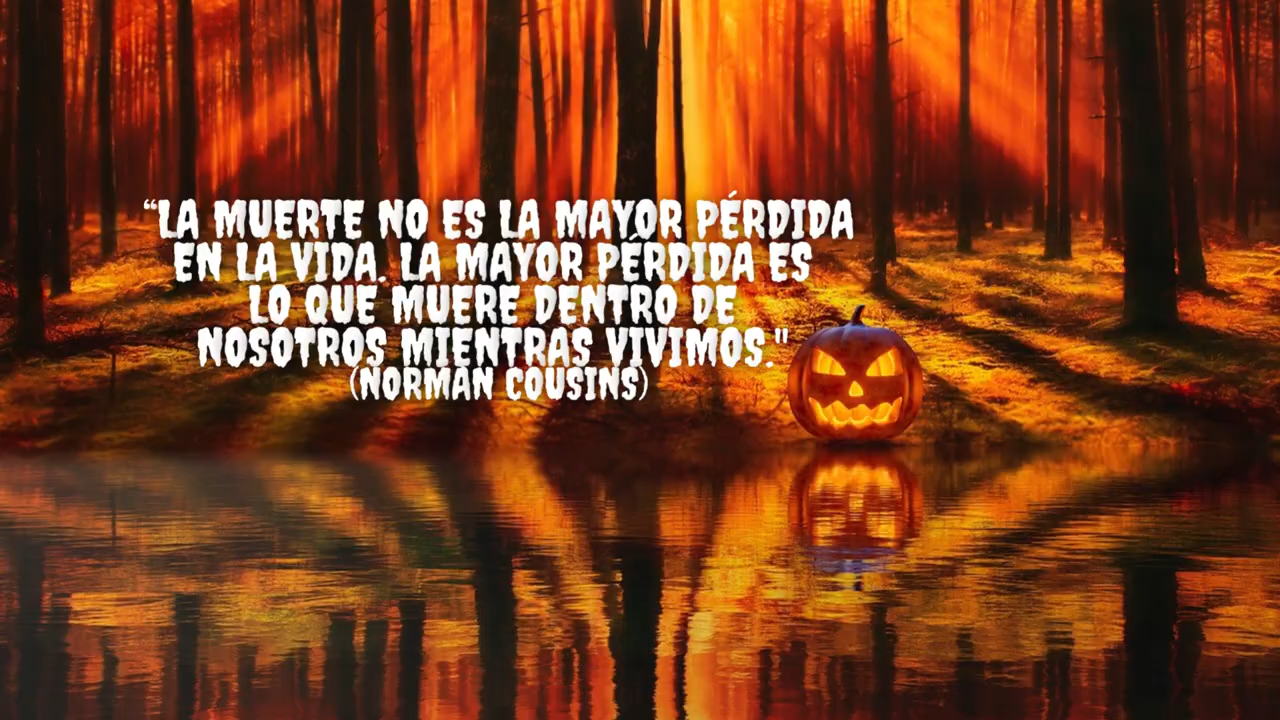 “LA MUERTE NO ES LA MAYOR PÉRDIDA
EN LA VIDA. LA MAYOR PÉRDIDA ES
LO QUE MUERE DENTRO DE
NOSOTROS MIENTRAS VIVIMOS."
(NORMAN COUSINS)